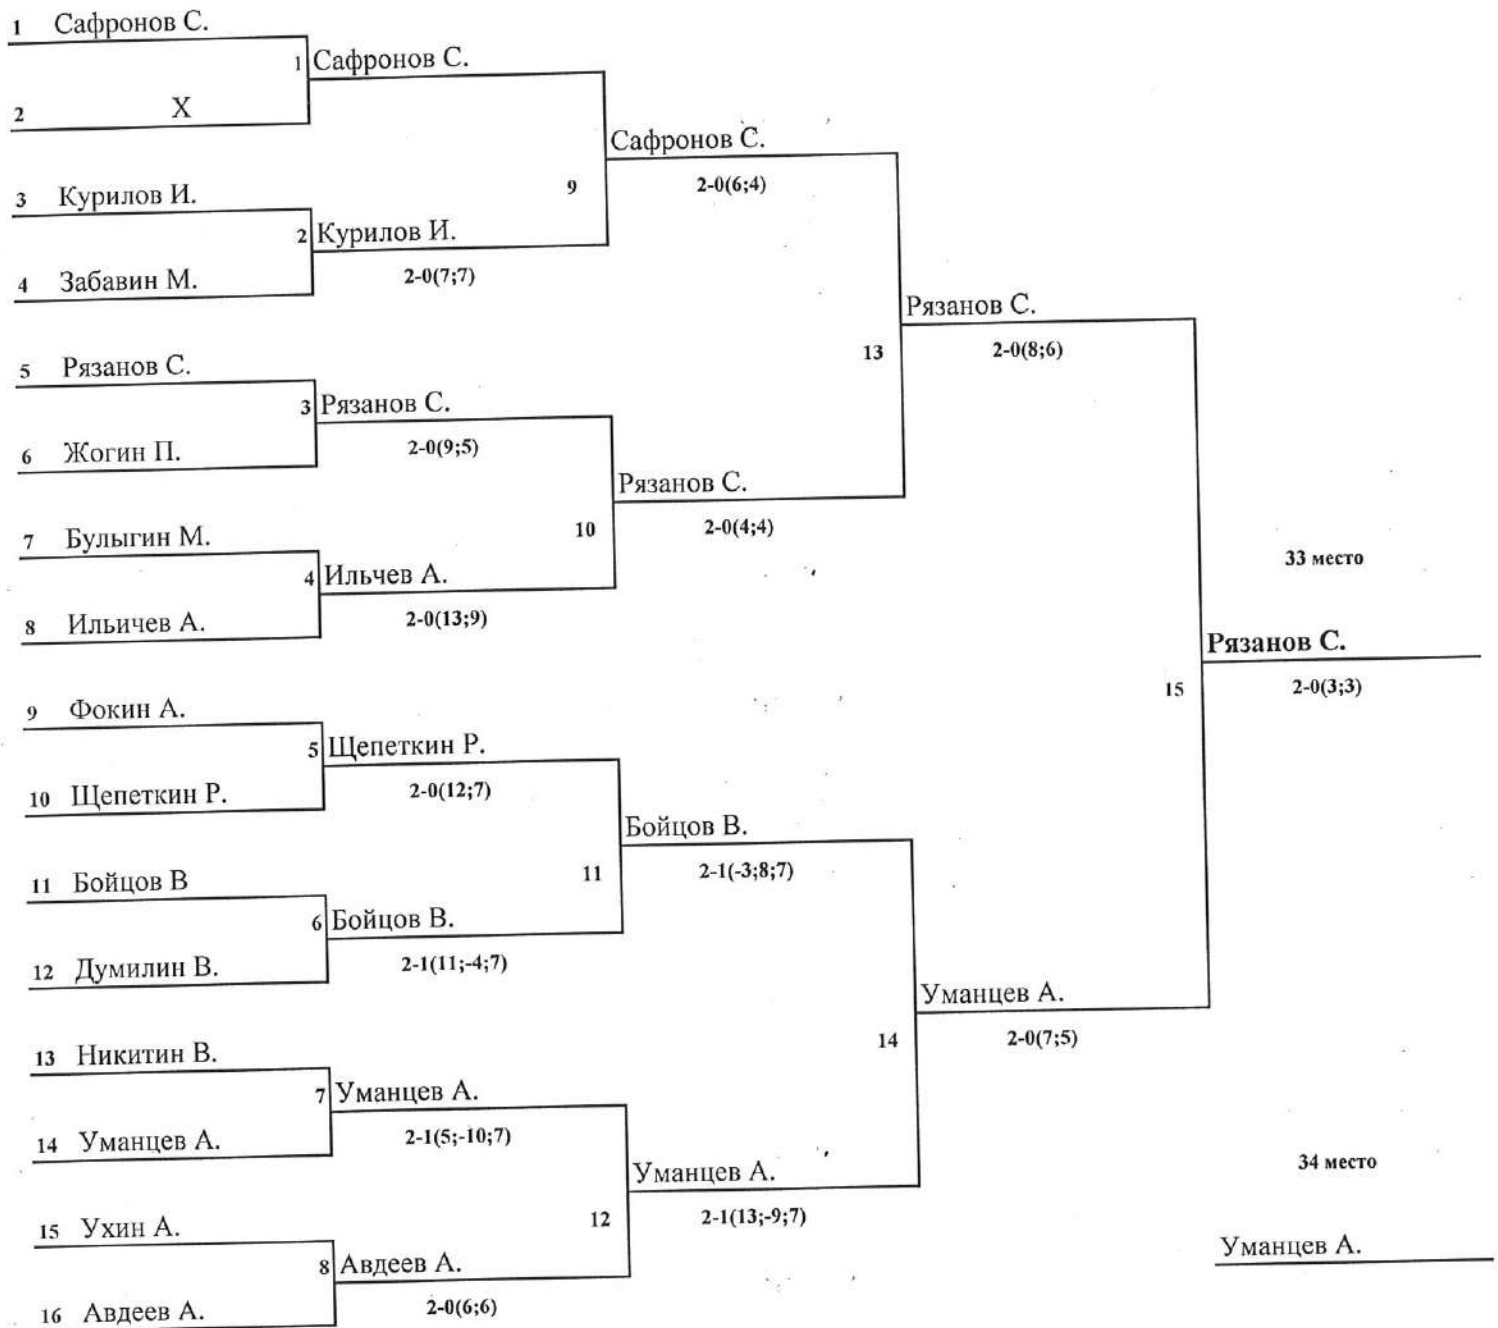 1 Сафронов С.
1 Сафронов С.
2 Х
Сафронов С.
9 2-0(6;4)
3 Курилов И.
2 Курилов И.
4 Забавин М. 2-0(7;7)
Рязанов С.
13 2-0(8;6)
5 Рязанов С.
3 Рязанов С.
6 Жогин П. 2-0(9;5)
Рязанов С.
10 2-0(4;4)
7 Булыгин М.
33 место
4 Ильчев А.
8 Ильичев А. 2-0(13;9)
Рязанов С.
15 2-0(3;3)
9 Фокин А.
5 Щепеткин Р.
10 Щепеткин Р. 2-0(12;7)
Бойцов В.
11 2-1(-3;8;7)
11 Бойцов В
6 Бойцов В.
12 Думилин В. 2-1(11;-4;7)
Уманцев А.
14 2-0(7;5)
13 Никитин В.
7 Уманцев А.
14 Уманцев А. 2-1(5;-10;7)
34 место
Уманцев А.
12 2-1(13;-9;7)
15 Ухин А.
Уманцев А.
8 Авдеев А.
16 Авдеев А. 2-0(6;6)